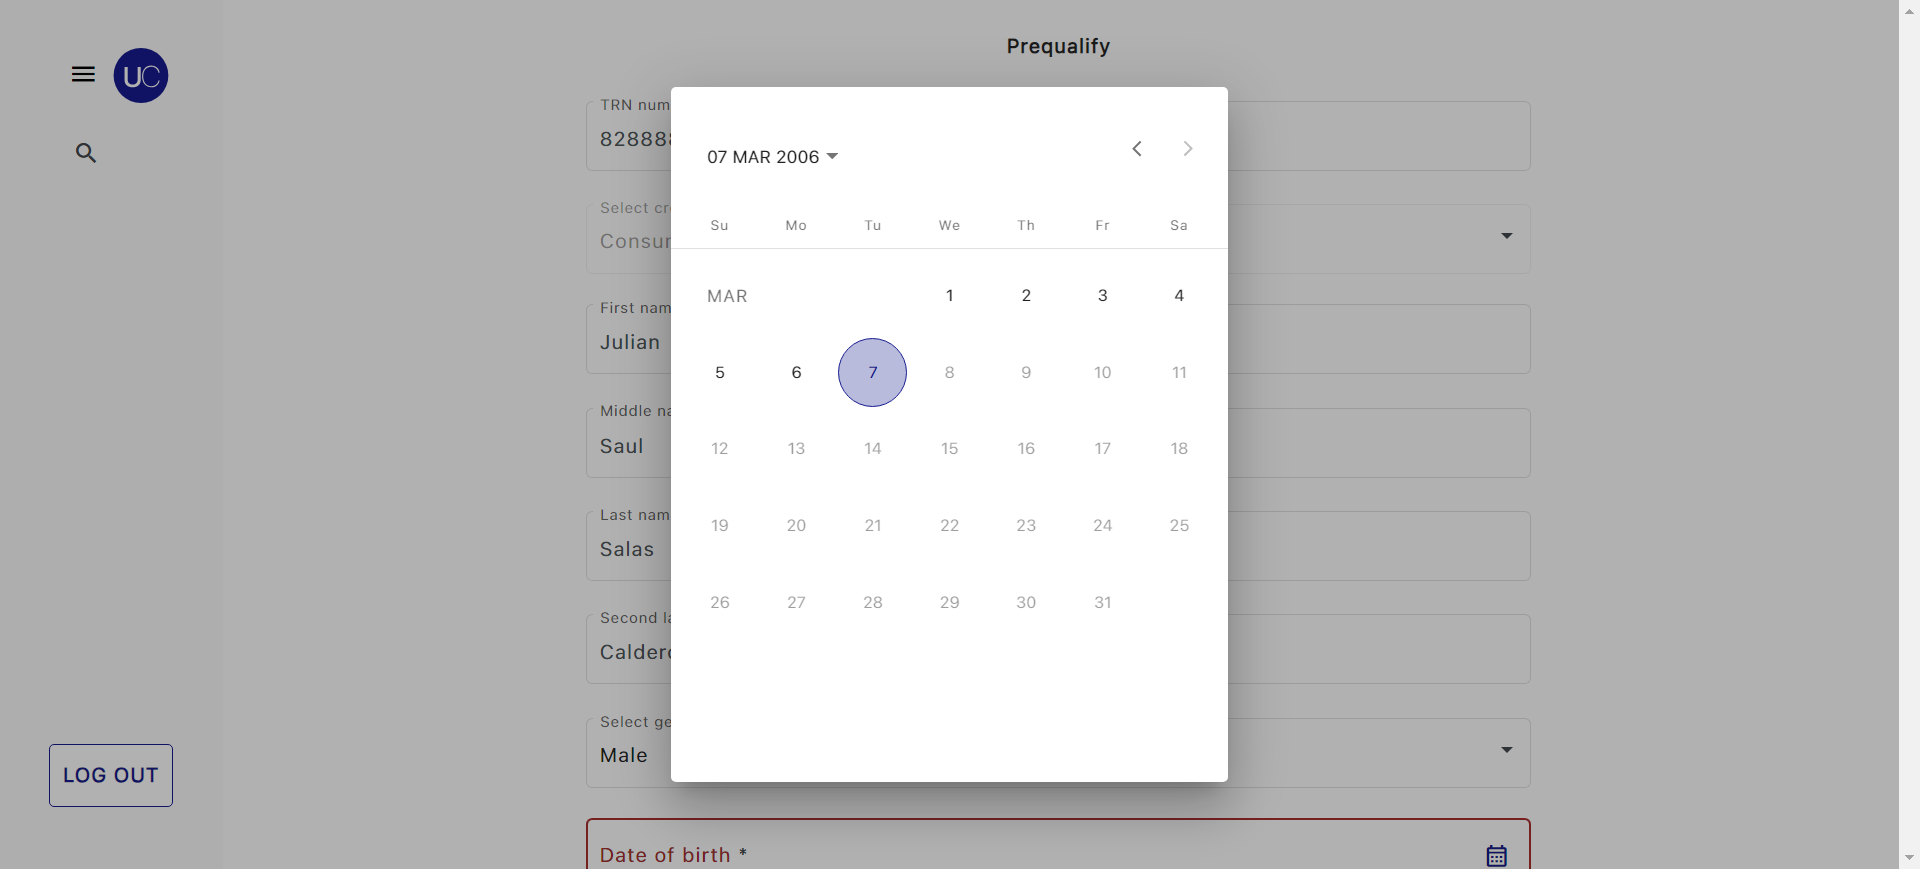 UC
LOG OUT
Prequalify
TRN num
82888
Select cr
Consu
First nam
Julian
Middle na
Saul
Last nam
Salas
Second la
Calder
Select ge
Male
Date of birth *
07 MAR 2006
Su Mo Tu We Th Fr Sa
MAR 1 2 3 4
5 6 7 8 9 10 11
12 13 14 15 16 17 18
19 20 21 22 23 24 25
26 27 28 29 30 31